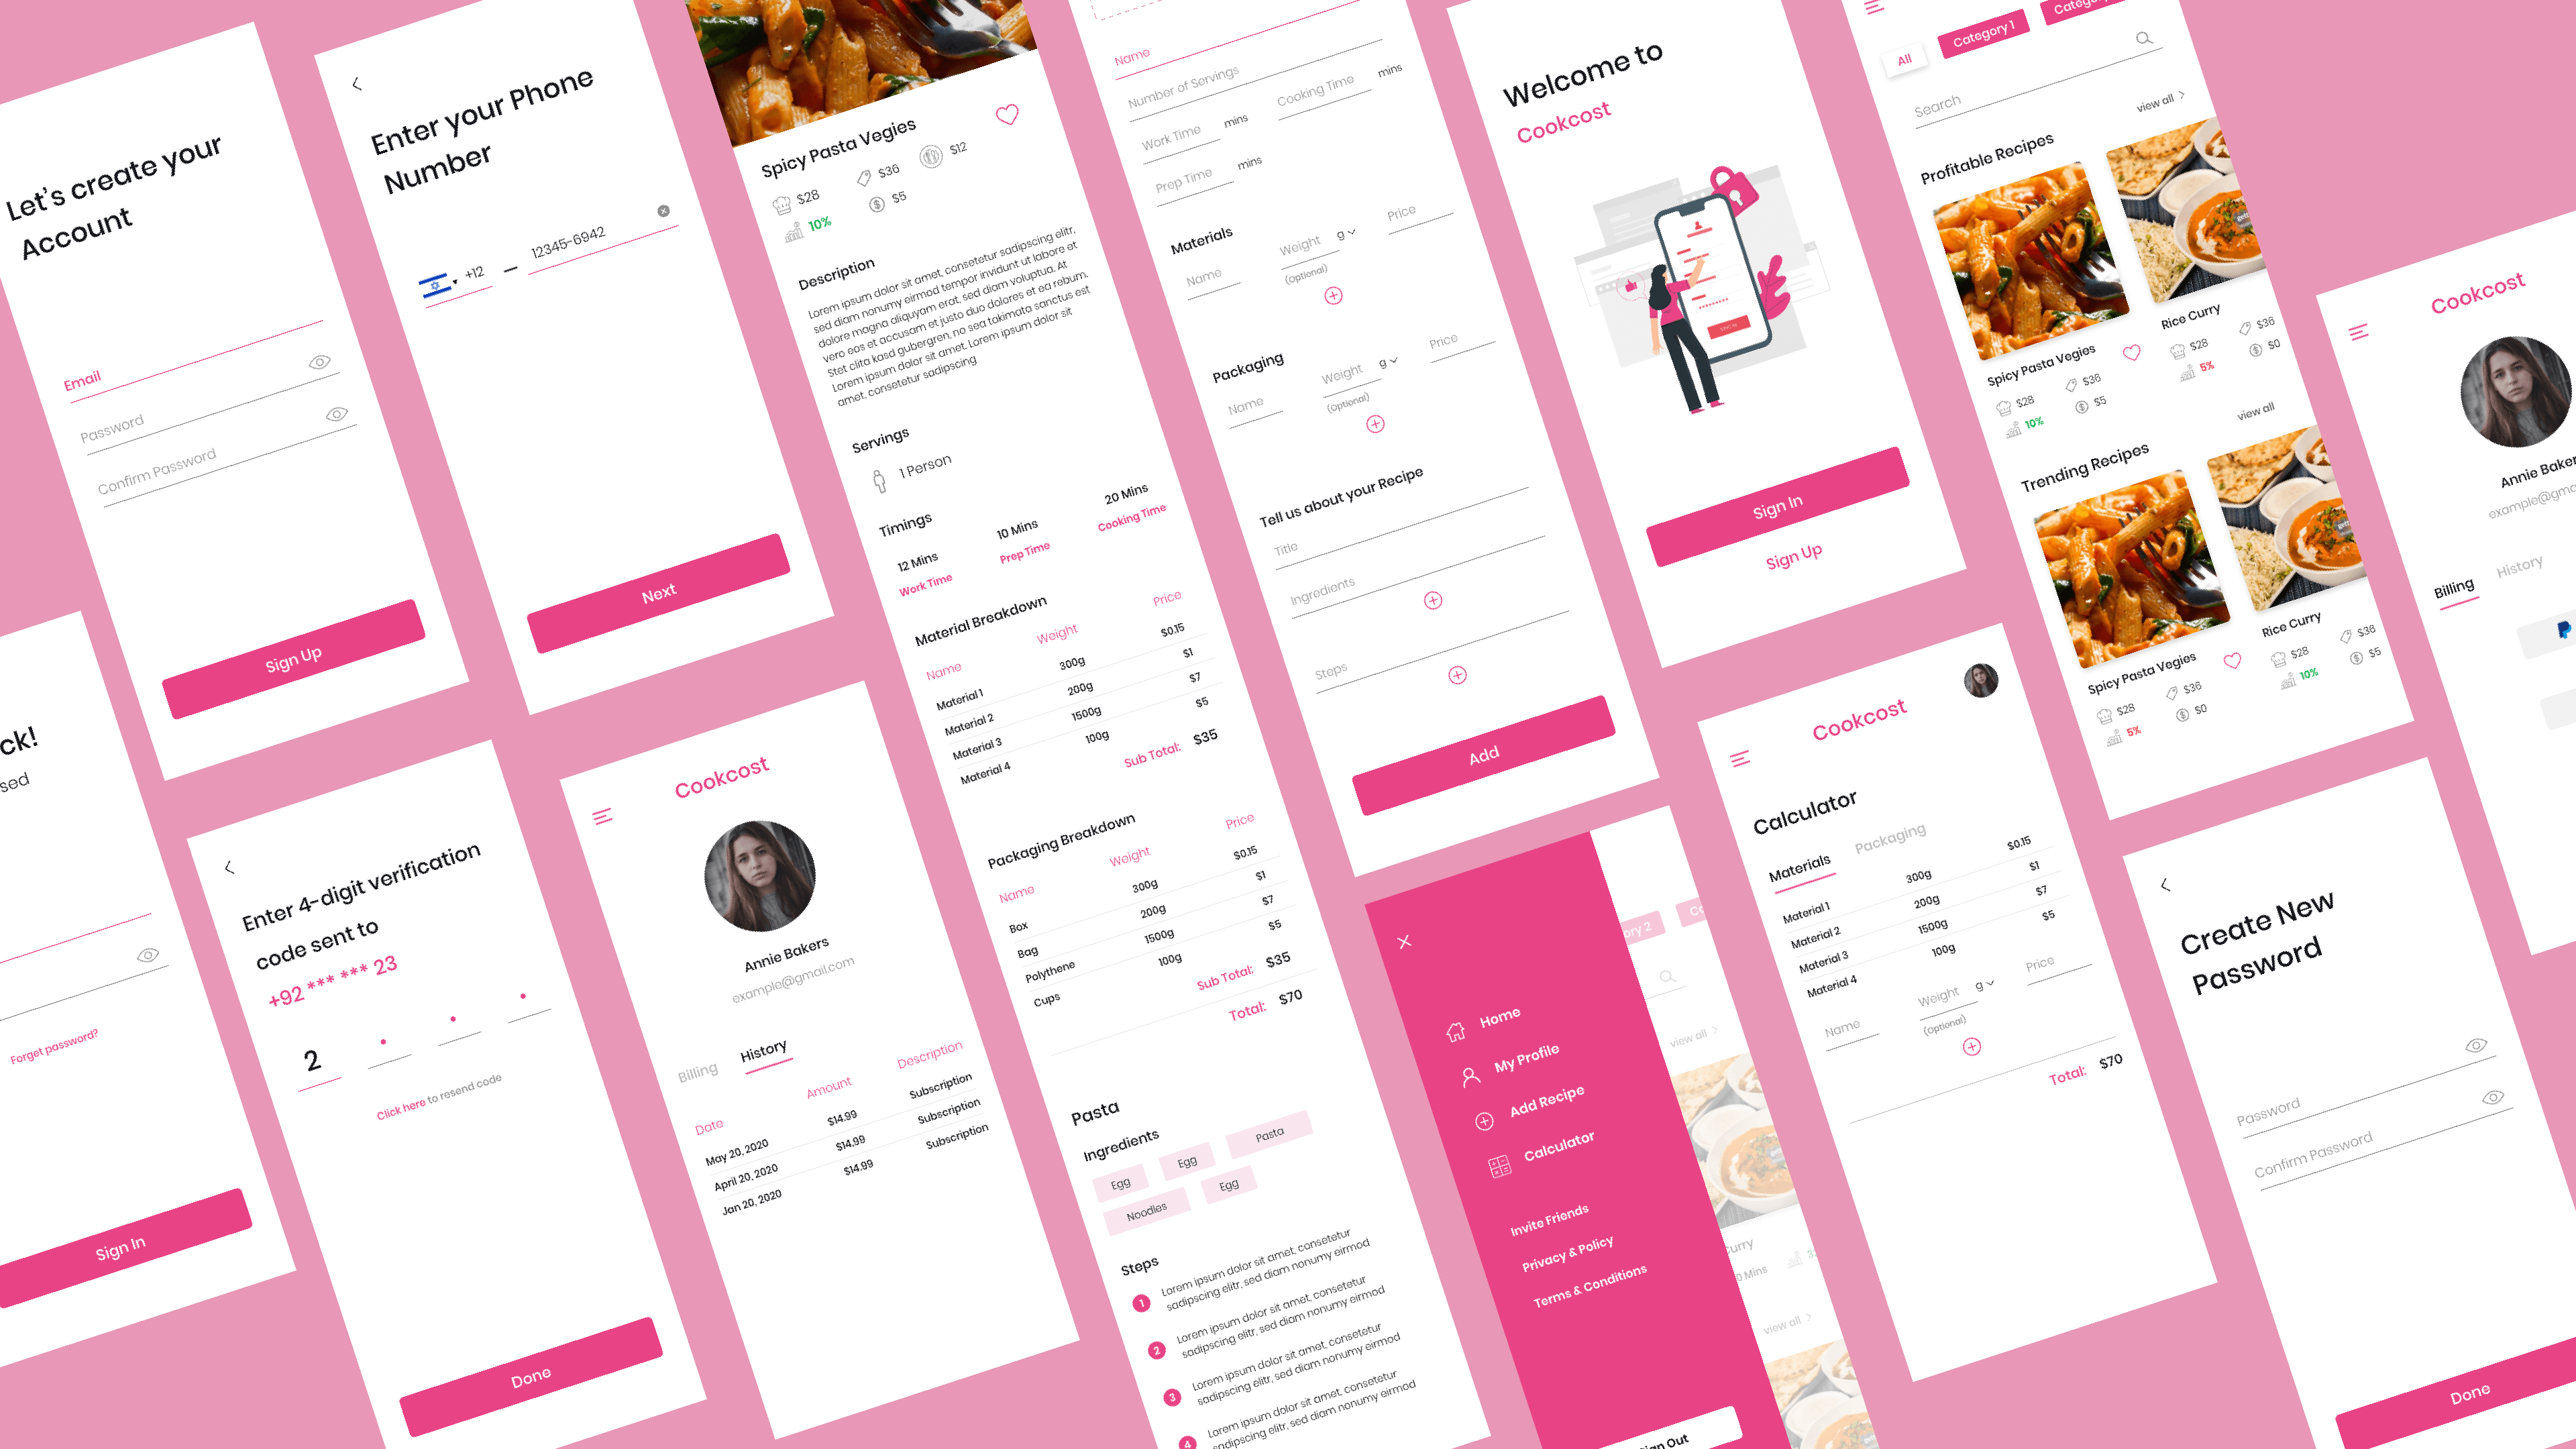 Let's create your
Account
Email
Password
Confirm Password
Sign Up
Enter your Phone
Number
+12
12345-6942
Next
Spicy Pasta Vegies
$28
$36
$12
10%
$5
Description
Lorem ipsum dolor sit amet, consetetur sadipscing elitr,
sed diam nonumy eirmod tempor invidunt ut labore et
dolore magna aliquyam erat, sed diam voluptua. At
vero eos et accusam et justo duo dolores et ea rebum.
Stet clita kasd gubergren, no sea takimata sanctus est
Lorem ipsum dolor sit amet. Lorem ipsum dolor sit
amet, consetetur sadipscing
Servings
1 Person
Timings
12 Mins
Work Time
10 Mins
Prep Time
20 Mins
Cooking Time
Material Breakdown
Name Weight Price
Material 1 300g $0.15
Material 2 200g $1
Material 3 1500g $7
Material 4 100g $5
Sub Total: $35
Packaging Breakdown
Name Weight Price
Box 300g $0.15
Bag 200g $1
Polythene 1500g $7
Cups 100g $5
Sub Total: $35
Total: $70
Pasta
Ingredients
Egg Egg Pasta
Noodles Egg
Steps
1 Lorem ipsum dolor sit amet, consetetur
sadipscing elitr, sed diam nonumy eirmod
2 Lorem ipsum dolor sit amet, consetetur
sadipscing elitr, sed diam nonumy eirmod
3 Lorem ipsum dolor sit amet, consetetur
sadipscing elitr, sed diam nonumy eirmod
4 Lorem ipsum dolor sit amet, consetetur
sadipscing elitr, sed diam nonumy eirmod
Name
Number of Servings
Work Time mins Cooking Time mins
Prep Time mins
Materials
Name Weight g Price
(optional)
Packaging
Name Weight g Price
(optional)
Tell us about your Recipe
Title
Ingredients
Steps
Add
Welcome to
Cookcost
Sign In
Sign Up
All Category 1
Search
Profitable Recipes view all
Spicy Pasta Vegies
$28 $36
10% $5
Rice Curry
$28 $36
5% $0
Trending Recipes view all
Spicy Pasta Vegies
$28 $36
5% $0
Rice Curry
$28 $36
10% $5
Cookcost
Annie Baker
Billing History
ck!
sed
Forget password?
Sign In
Enter 4-digit verification
code sent to
+92 *** *** 23
2
Click here to resend code
Done
Cookcost
Annie Bakers
example@gmail.com
Billing History
Date Amount Description
May 20, 2020 $14.99 Subscription
April 20, 2020 $14.99 Subscription
Jan 20, 2020 $14.99 Subscription
Home
My Profile
Add Recipe
Calculator
Invite Friends
Privacy & Policy
Terms & Conditions
ory 2
view all
urry
0 Mins
view all
Cookcost
Calculator
Materials Packaging
Material 1 300g $0.15
Material 2 200g $1
Material 3 1500g $7
Material 4 100g $5
Name Weight g Price
(optional)
Total: $70
Create New
Password
Password
Confirm Password
Done